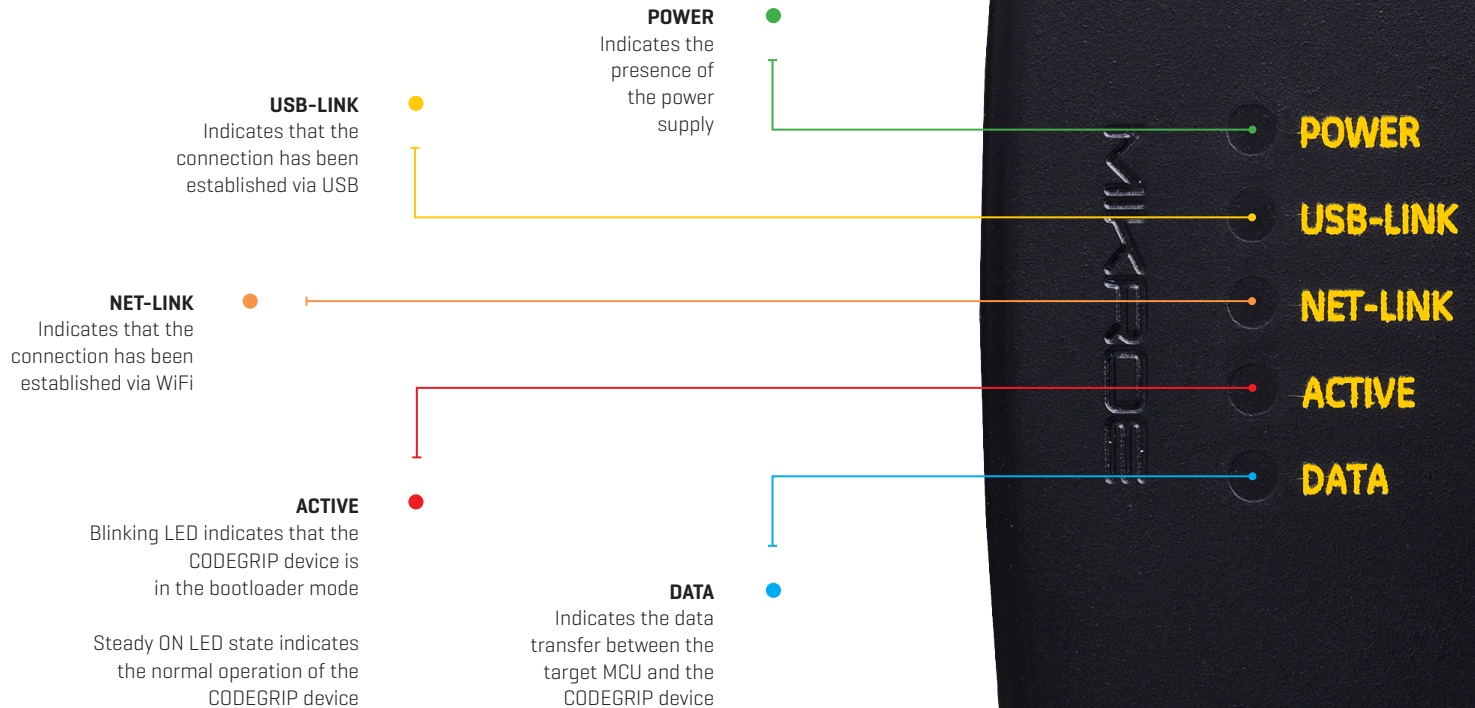 POWER
Indicates the
presence of
the power
supply
USB-LINK
Indicates that the
connection has been
established via USB
NET-LINK
Indicates that the
connection has been
established via WiFi
ACTIVE
Blinking LED indicates that the
CODEGRIP device is
in the bootloader mode
Steady ON LED state indicates
the normal operation of the
CODEGRIP device
DATA
Indicates the data
transfer between the
target MCU and the
CODEGRIP device
MIKROE
POWER
USB-LINK
NET-LINK
ACTIVE
DATA